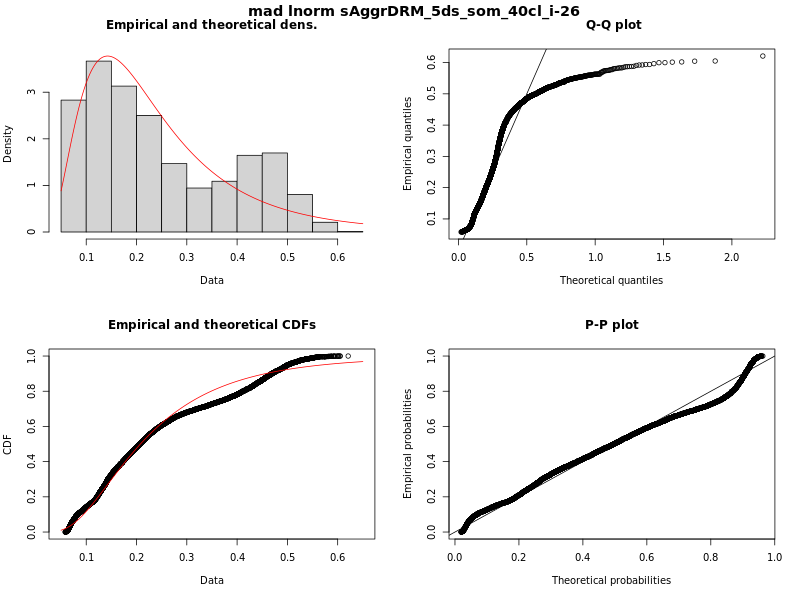 mad lnorm sAggrDRM_5ds_som_40cl_i-26
Empirical and theoretical dens.
Density
0 1 2 3
0.1 0.2 0.3 0.4 0.5 0.6
Data
Q-Q plot
Empirical quantiles
0.1 0.2 0.3 0.4 0.5 0.6
0.0 0.5 1.0 1.5 2.0
Theoretical quantiles
Empirical and theoretical CDFs
CDF
0.0 0.2 0.4 0.6 0.8 1.0
0.1 0.2 0.3 0.4 0.5 0.6
Data
P-P plot
Empirical probabilities
0.0 0.2 0.4 0.6 0.8 1.0
0.0 0.2 0.4 0.6 0.8 1.0
Theoretical probabilities